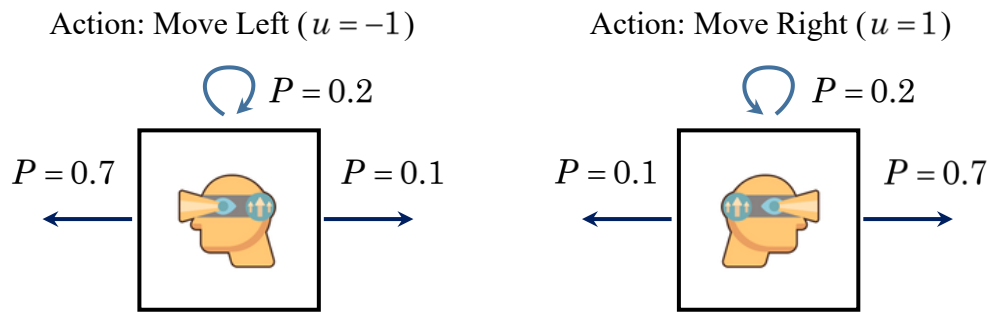 Action: Move Left (u = −1)
P = 0.2
P = 0.7
P = 0.1
Action: Move Right (u = 1)
P = 0.2
P = 0.1
P = 0.7